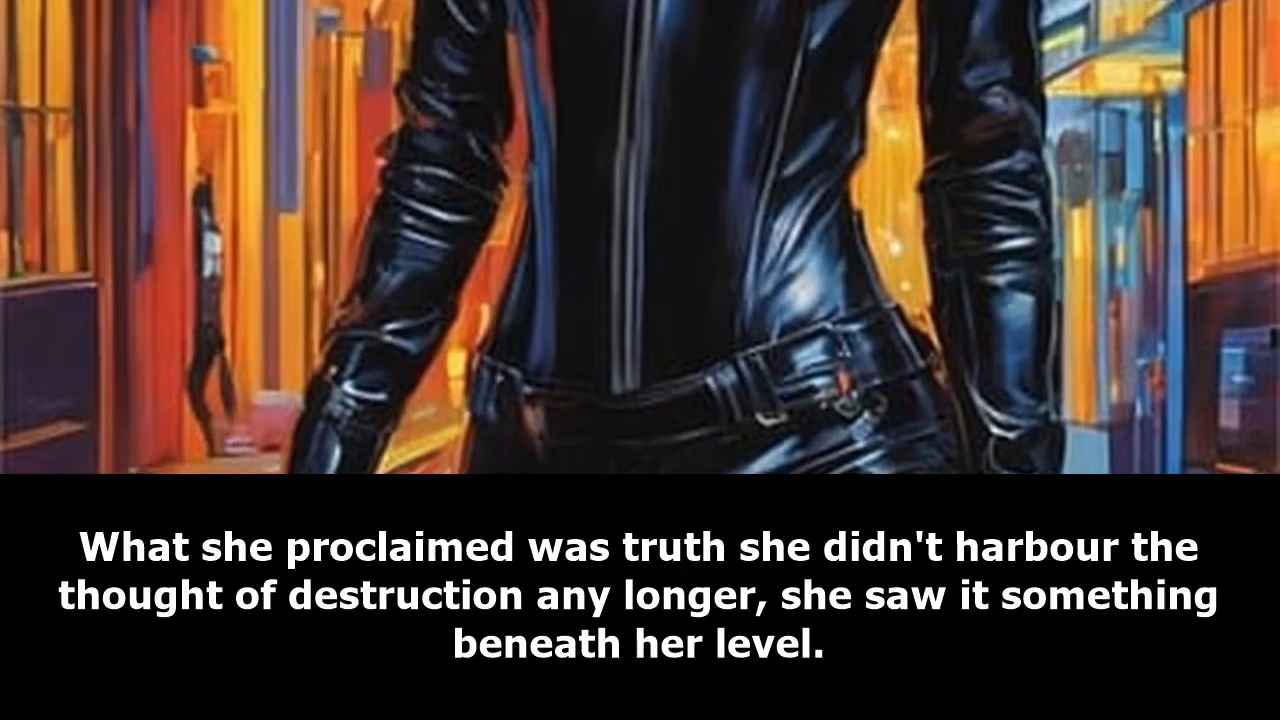 What she proclaimed was truth she didn't harbour the
thought of destruction any longer, she saw it something
beneath her level.